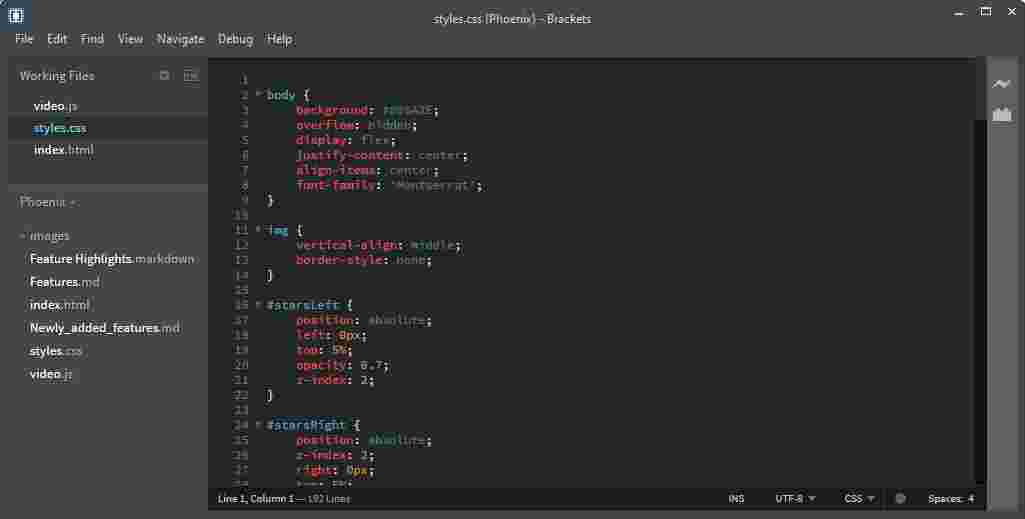 styles.css (Phoenix) - Brackets
File Edit Find View Navigate Debug Help
Working Files
video.js
styles.css
index.html
Phoenix
images
Feature Highlights.markdown
Features.md
index.html
Newly_added_features.md
styles.css
video.js
1
2 body {
3 background:
4 overflow: hidden;
5 display: flex;
6 justify-content: center;
7 align-items: center;
8 font-family: 'Montserrat';
9 }
10
11 img {
12 vertical-align: middle;
13 border-style: none;
14 }
15
16 #starsLeft {
17 position: absolute;
18 left: 0px;
19 top: 5%;
20 opacity: 0.7;
21 z-index: 2;
22 }
23
24 #starsRight {
25 position: absolute;
26 z-index: 2;
27 right: 0px;
Line 1, Column 1 — 192 Lines INS UTF-8 CSS Spaces: 4